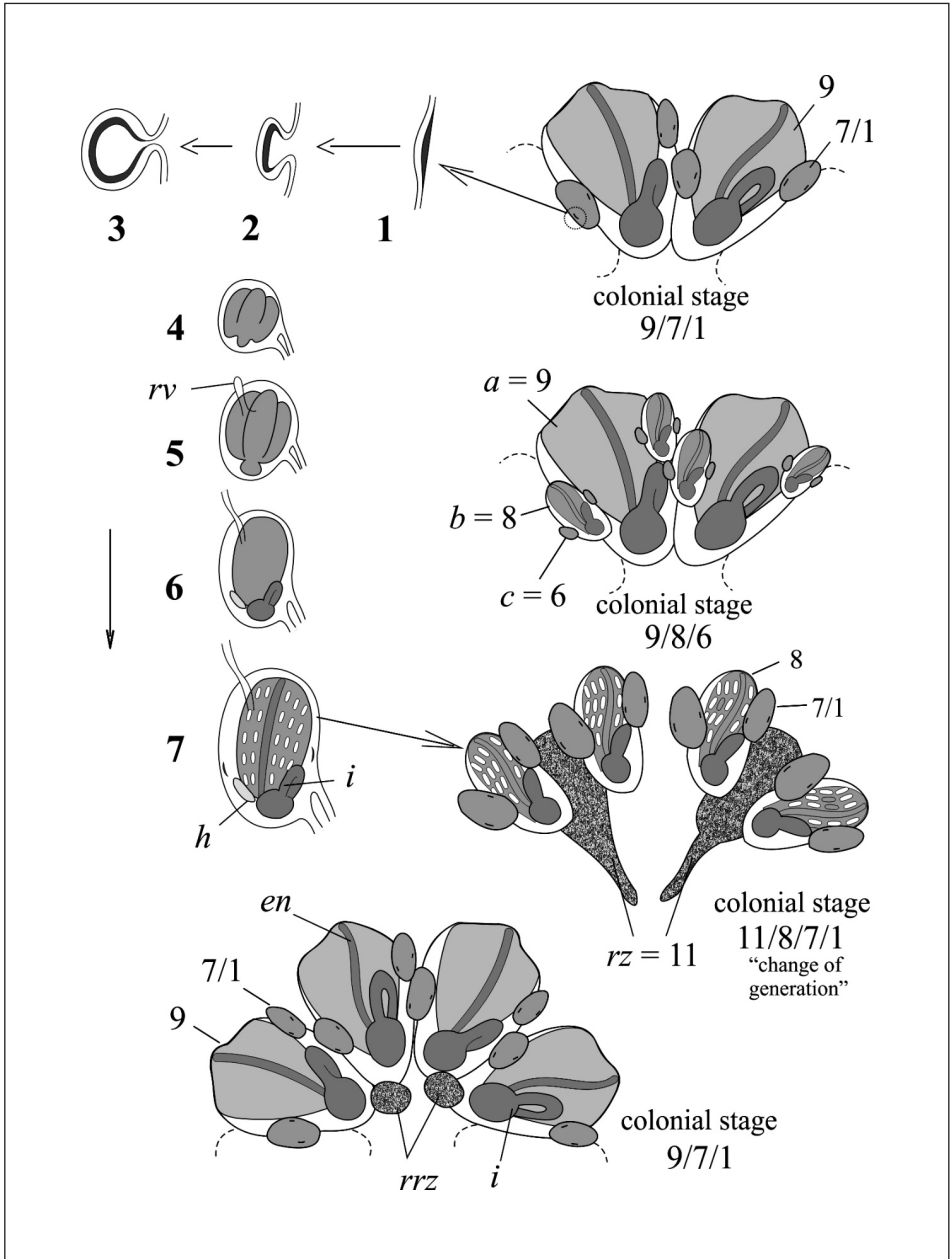 9
7/1
3
2
1
colonial stage
9/7/1
4
rv
5
a = 9
b = 8
c = 6
colonial stage
9/8/6
6
7
i
h
8
7/1
rz = 11
colonial stage
11/8/7/1
“change of
generation”
en
7/1
9
rrz
i
colonial stage
9/7/1